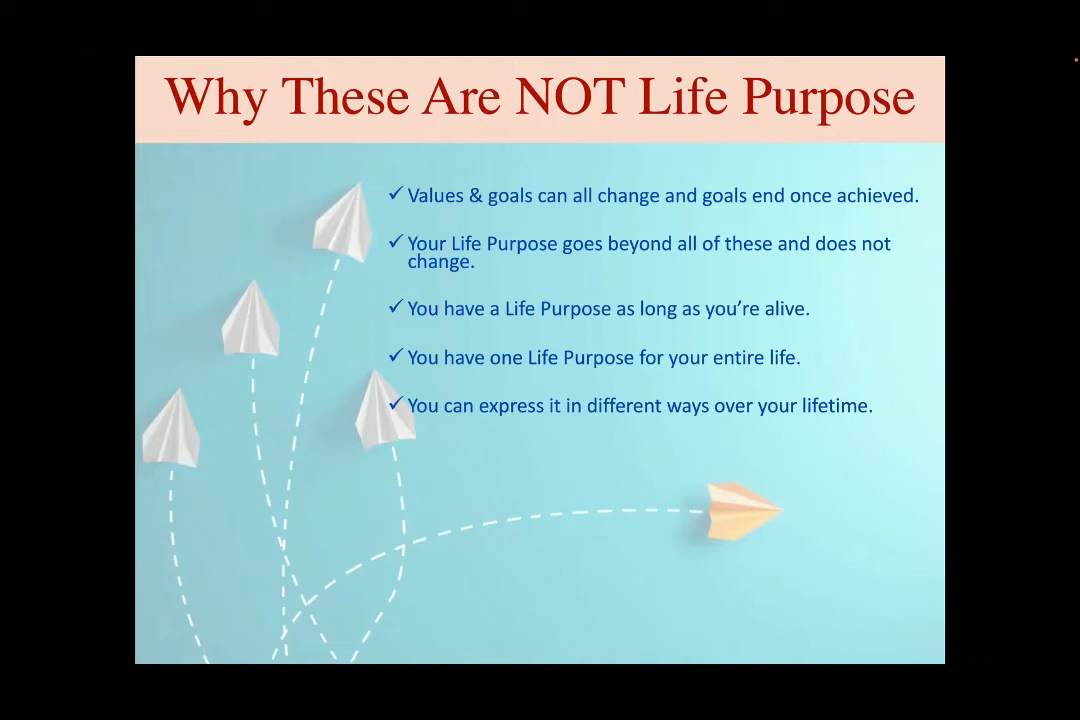 Why These Are NOT Life Purpose
✓ Values & goals can all change and goals end once achieved.
✓ Your Life Purpose goes beyond all of these and does not
change.
✓ You have a Life Purpose as long as you’re alive.
✓ You have one Life Purpose for your entire life.
✓ You can express it in different ways over your lifetime.